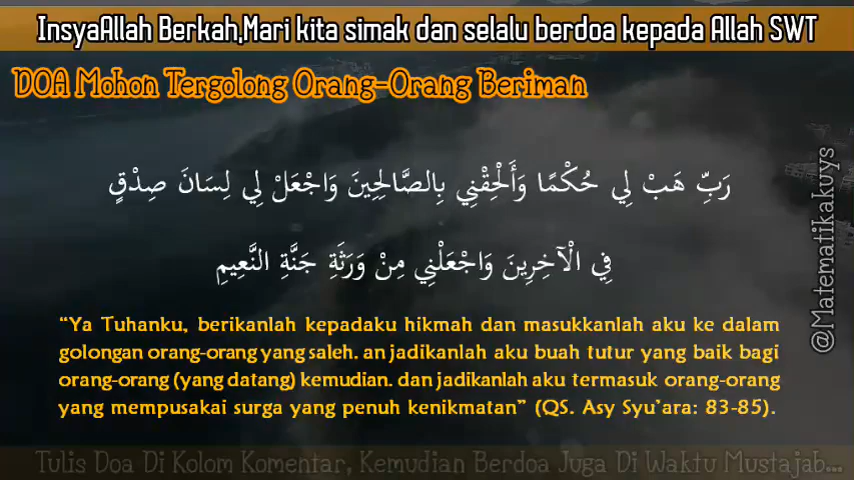 InsyaAllah Berkah,Mari kita simak dan selalu berdoa kepada Allah SWT
DOA Mohon Tergolong Orang-Orang Beriman
رَبِّ هَبْ لِي حُكْمًا وَأَلْحِقْنِي بِالصَّالِحِينَ وَاجْعَلْ لِي لِسَانَ صِدْقٍ
فِي الْآخِرِينَ وَاجْعَلْنِي مِنْ وَرَثَةِ جَنَّةِ النَّعِيمِ
“Ya Tuhanku, berikanlah kepadaku hikmah dan masukkanlah aku ke dalam
golongan orang-orang yang saleh. an jadikanlah aku buah tutur yang baik bagi
orang-orang (yang datang) kemudian. dan jadikanlah aku termasuk orang-orang
yang mempusakai surga yang penuh kenikmatan” (QS. Asy Syu’ara: 83-85).
@Matematikakuys
Tulis Doa Di Kolom Komentar, Kemudian Berdoa Juga Di Waktu Mustajab...